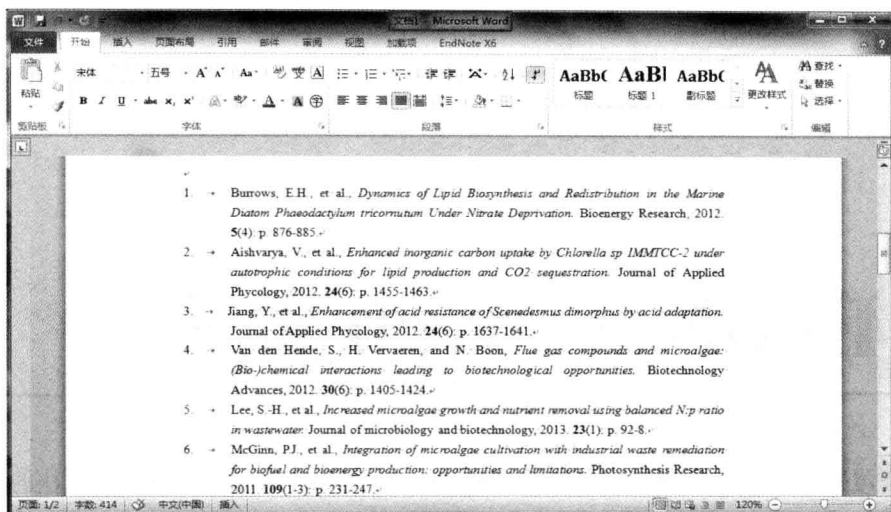 文档1 - Microsoft Word
文件 开始 插入 页面布局 引用 邮件 审阅 视图 加载项 EndNote X6
粘贴 宋体 五号 A A Aa 变 A AaBb( AaBl AaBb( 更改样式 查找
标题 标题 1 副标题 替换
B I U abc x, x' A A 选择
剪贴板 字体 段落 样式 编辑
1. Burrows, E.H., et al., Dynamics of Lipid Biosynthesis and Redistribution in the Marine
Diatom Phaeodactylum tricornutum Under Nitrate Deprivation. Bioenergy Research, 2012.
5(4): p. 876-885.
2. Aishvarya, V., et al., Enhanced inorganic carbon uptake by Chlorella sp IMMTCC-2 under
autotrophic conditions for lipid production and CO2 sequestration. Journal of Applied
Phycology, 2012. 24(6): p. 1455-1463.
3. Jiang, Y., et al., Enhancement of acid resistance of Scenedesmus dimorphus by acid adaptation.
Journal of Applied Phycology, 2012. 24(6): p. 1637-1641.
4. Van den Hende, S., H. Vervaeren, and N. Boon, Flue gas compounds and microalgae:
(Bio-)chemical interactions leading to biotechnological opportunities. Biotechnology
Advances, 2012. 30(6): p. 1405-1424.
5. Lee, S.-H., et al., Increased microalgae growth and nutrient removal using balanced N:p ratio
in wastewater. Journal of microbiology and biotechnology, 2013. 23(1): p. 92-8.
6. McGinn, P.J., et al., Integration of microalgae cultivation with industrial waste remediation
for biofuel and bioenergy production: opportunities and limitations. Photosynthesis Research,
2011. 109(1-3): p. 231-247.
页面: 1/2 字数: 414 中文(中国) 插入 120%